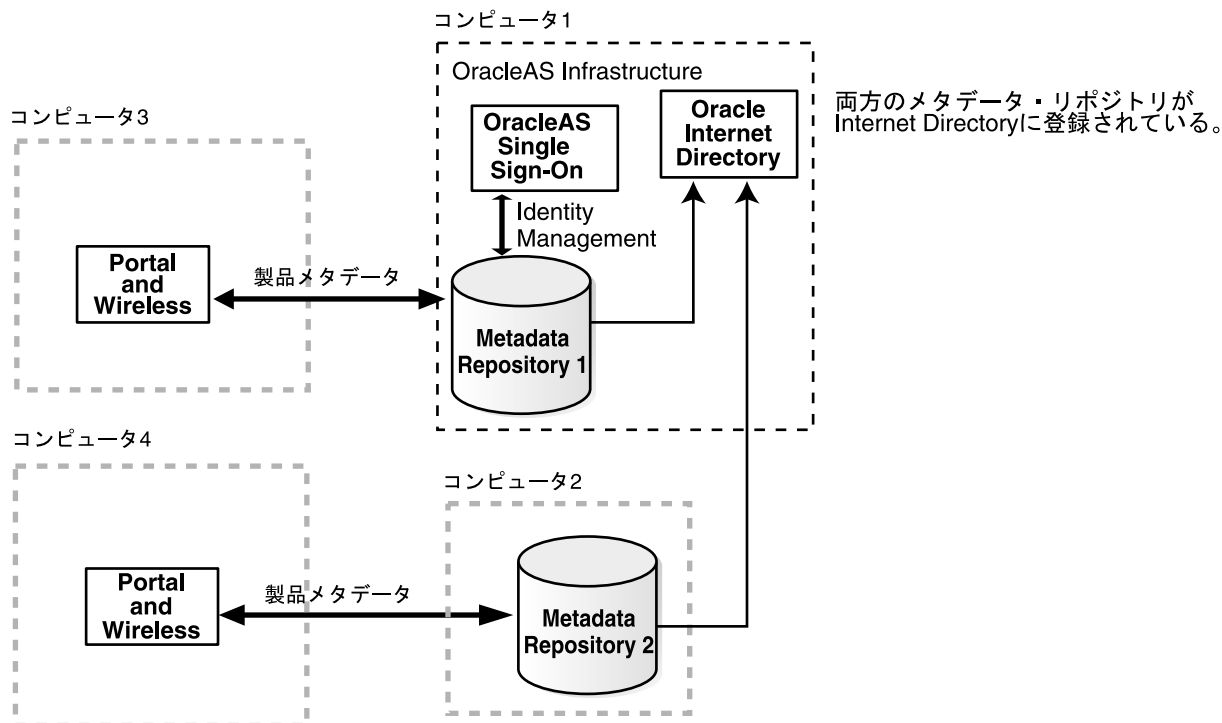 コンピュータ1
OracleAS Infrastructure
OracleAS
Single
Sign-On
Oracle
Internet
Directory
両方のメタデータ・リポジトリが
Internet Directoryに登録されている。
Identity
Management
Metadata
Repository 1
コンピュータ3
Portal
and
Wireless
製品メタデータ
コンピュータ4
Portal
and
Wireless
製品メタデータ
コンピュータ2
Metadata
Repository 2